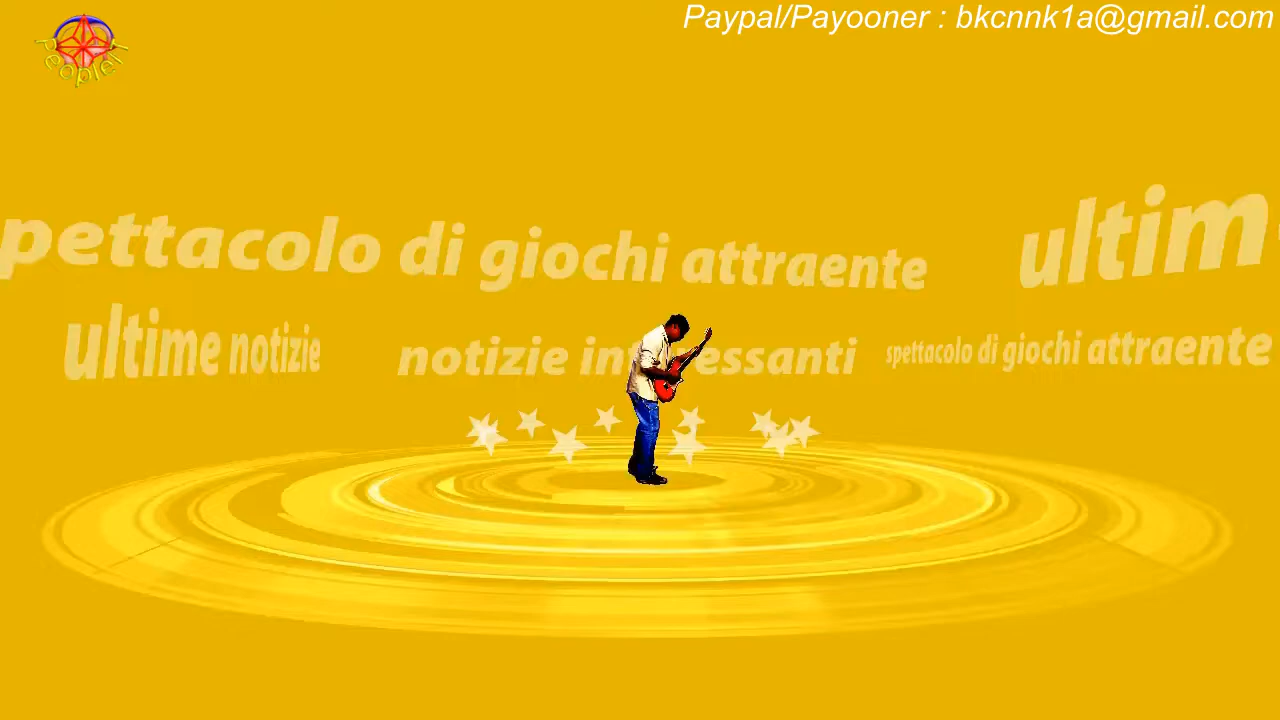 Paypal/Payooner : bkcnnk1a@gmail.com
PeopleT
pettacolo di giochi attraente
ultim
ultime notizie
notizie in essanti
spettacolo di giochi attraente